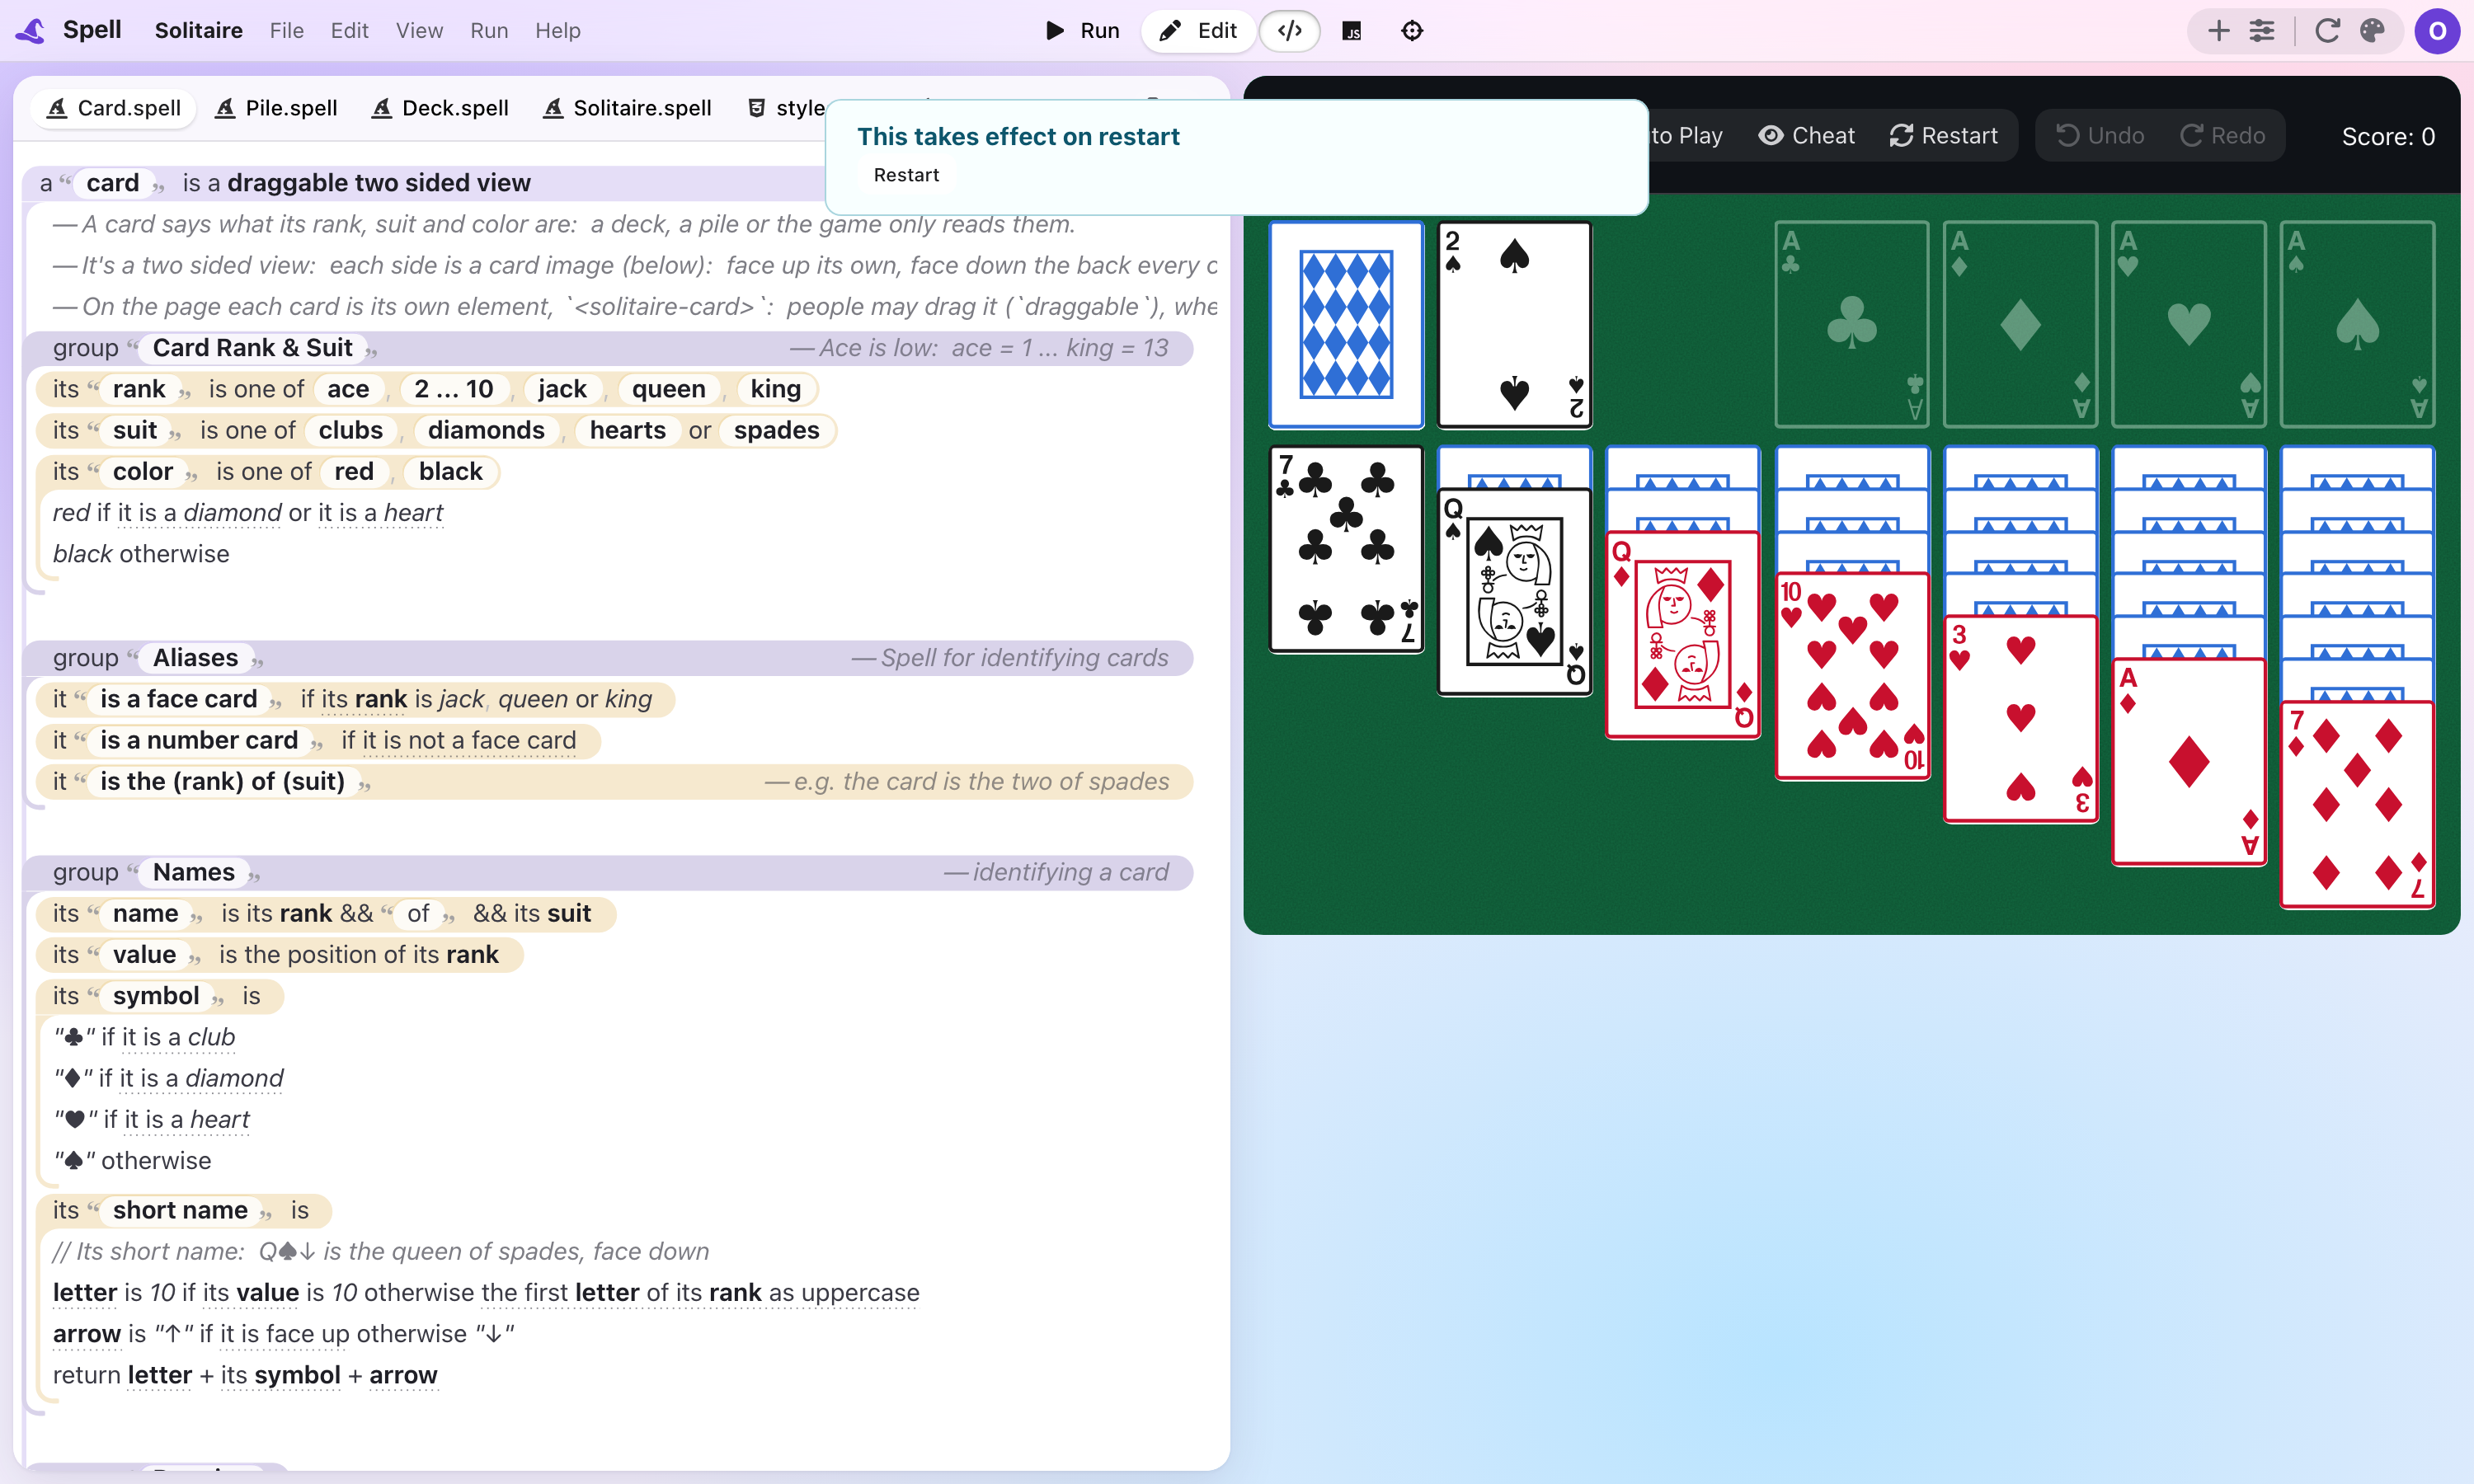 Spell Solitaire File Edit View Run Help Run Edit </> JS O
Card.spell Pile.spell Deck.spell Solitaire.spell style
This takes effect on restart
Restart
to Play Cheat Restart Undo Redo Score: 0
a “ card ” is a draggable two sided view
— A card says what its rank, suit and color are: a deck, a pile or the game only reads them.
— It's a two sided view: each side is a card image (below): face up its own, face down the back every c
— On the page each card is its own element, `<solitaire-card>`: people may drag it (`draggable`), whe
group “ Card Rank & Suit ” — Ace is low: ace = 1 ... king = 13
its “ rank ” is one of ace , 2 ... 10 , jack , queen , king
its “ suit ” is one of clubs , diamonds , hearts or spades
its “ color ” is one of red , black
red if it is a diamond or it is a heart
black otherwise
group “ Aliases ” — Spell for identifying cards
it “ is a face card ” if its rank is jack, queen or king
it “ is a number card ” if it is not a face card
it “ is the (rank) of (suit) ” — e.g. the card is the two of spades
group “ Names ” — identifying a card
its “ name ” is its rank && “ of ” && its suit
its “ value ” is the position of its rank
its “ symbol ” is
"♣" if it is a club
"♦" if it is a diamond
"♥" if it is a heart
"♠" otherwise
its “ short name ” is
// Its short name: Q♠↓ is the queen of spades, face down
letter is 10 if its value is 10 otherwise the first letter of its rank as uppercase
arrow is "↑" if it is face up otherwise "↓"
return letter + its symbol + arrow
2 2
A A
A A
A A
A A
7 7
Q Q
Q Q
10 10
3 3
A A
7 7